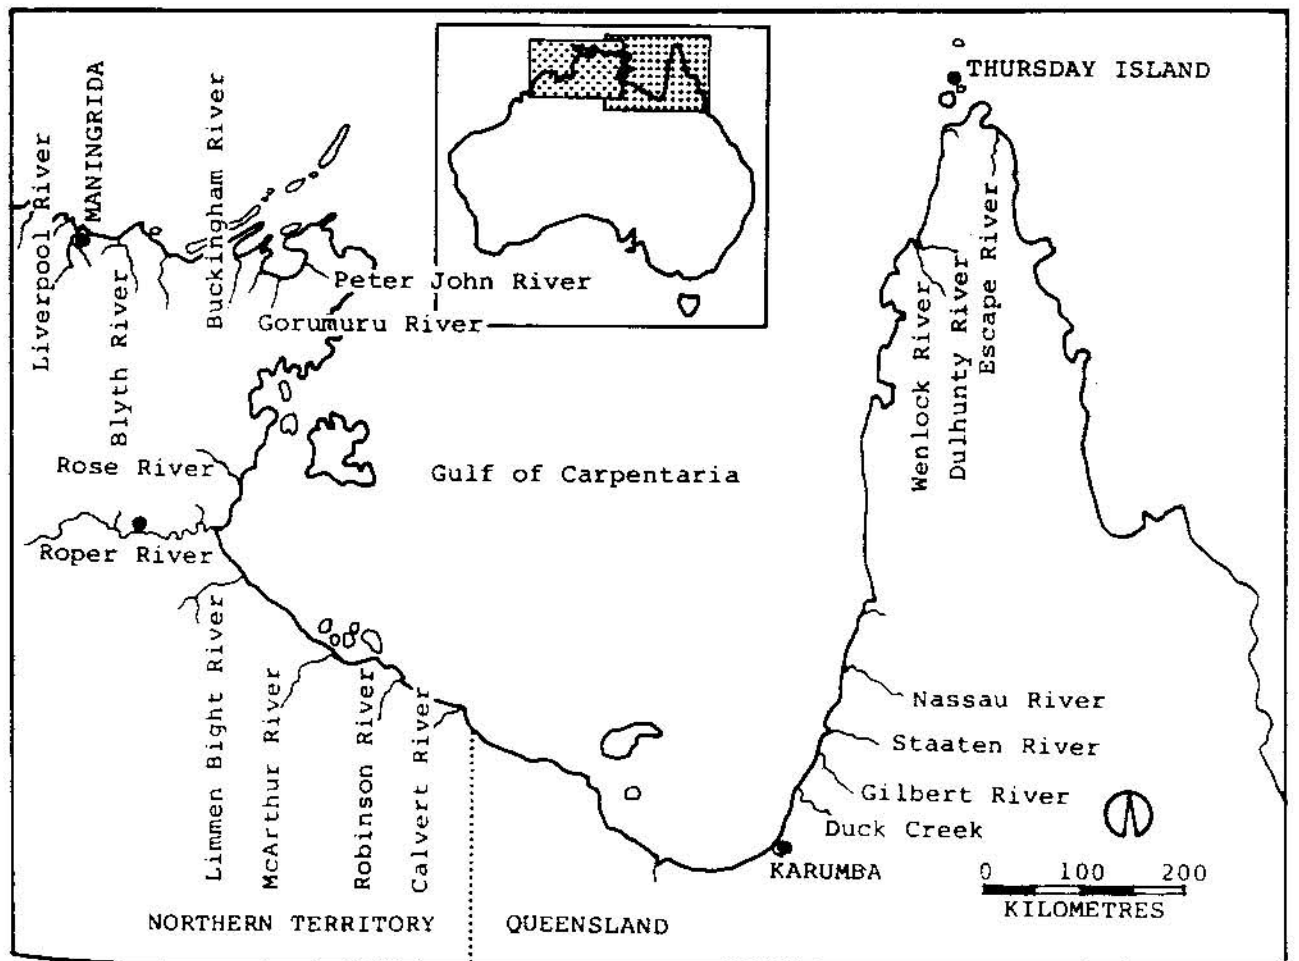 THURSDAY ISLAND
MANINGRIDA
Liverpool River
Buckingham River
Blyth River
Peter John River
Gorumuru River
Wenlock River
Dulhunty River
Escape River
Rose River
Gulf of Carpentaria
Roper River
Limmen Bight River
McArthur River
Robinson River
Calvert River
Nassau River
Staaten River
Gilbert River
Duck Creek
KARUMBA
0 100 200
KILOMETRES
NORTHERN TERRITORY
QUEENSLAND